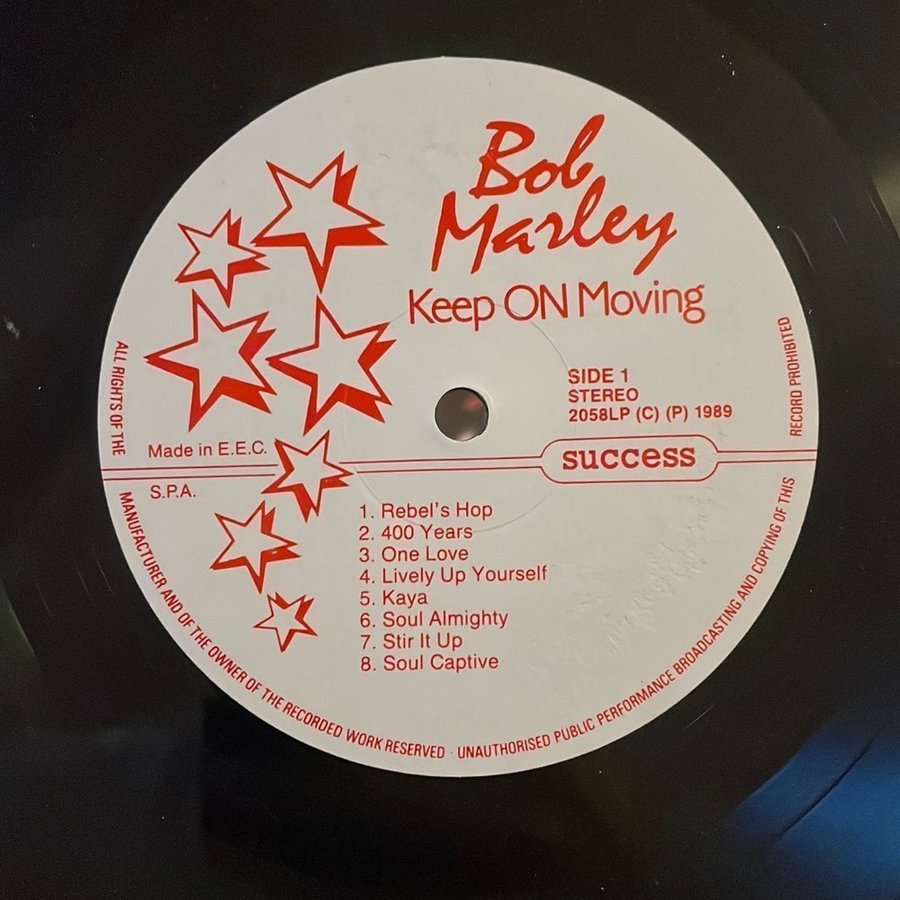 Bob
Marley
Keep ON Moving
SIDE 1
STEREO
2058LP (C) (P) 1989
Made in E.E.C.
success
S.P.A.
1. Rebel's Hop
2. 400 Years
3. One Love
4. Lively Up Yourself
5. Kaya
6. Soul Almighty
7. Stir It Up
8. Soul Captive
ALL RIGHTS OF THE MANUFACTURER AND OF THE OWNER OF THE RECORDED WORK RESERVED · UNAUTHORISED PUBLIC PERFORMANCE BROADCASTING AND COPYING OF THIS RECORD PROHIBITED